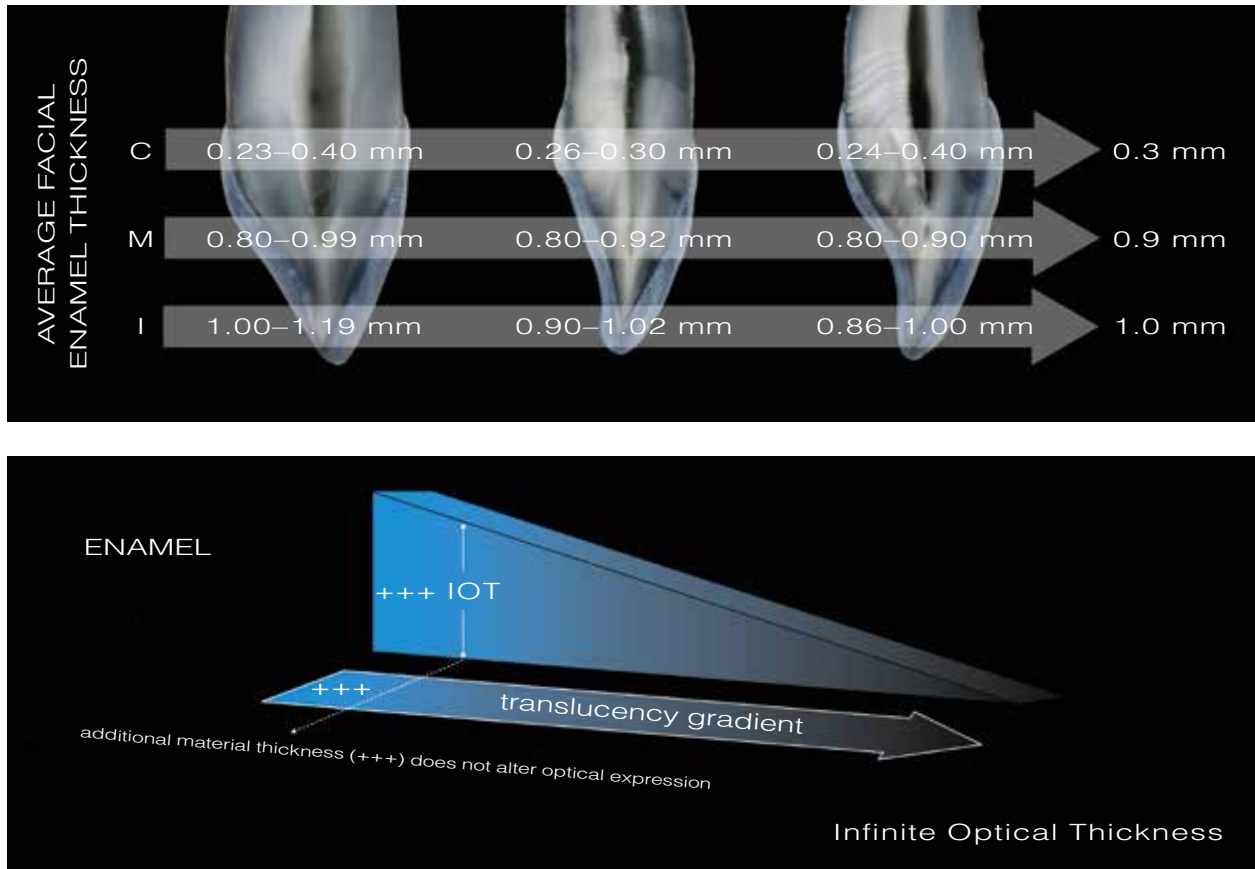 AVERAGE FACIAL
ENAMEL THICKNESS
C 0.23–0.40 mm 0.26–0.30 mm 0.24–0.40 mm 0.3 mm
M 0.80–0.99 mm 0.80–0.92 mm 0.80–0.90 mm 0.9 mm
I 1.00–1.19 mm 0.90–1.02 mm 0.86–1.00 mm 1.0 mm
ENAMEL
+++ IOT
+++
translucency gradient
additional material thickness (+++) does not alter optical expression
Infinite Optical Thickness